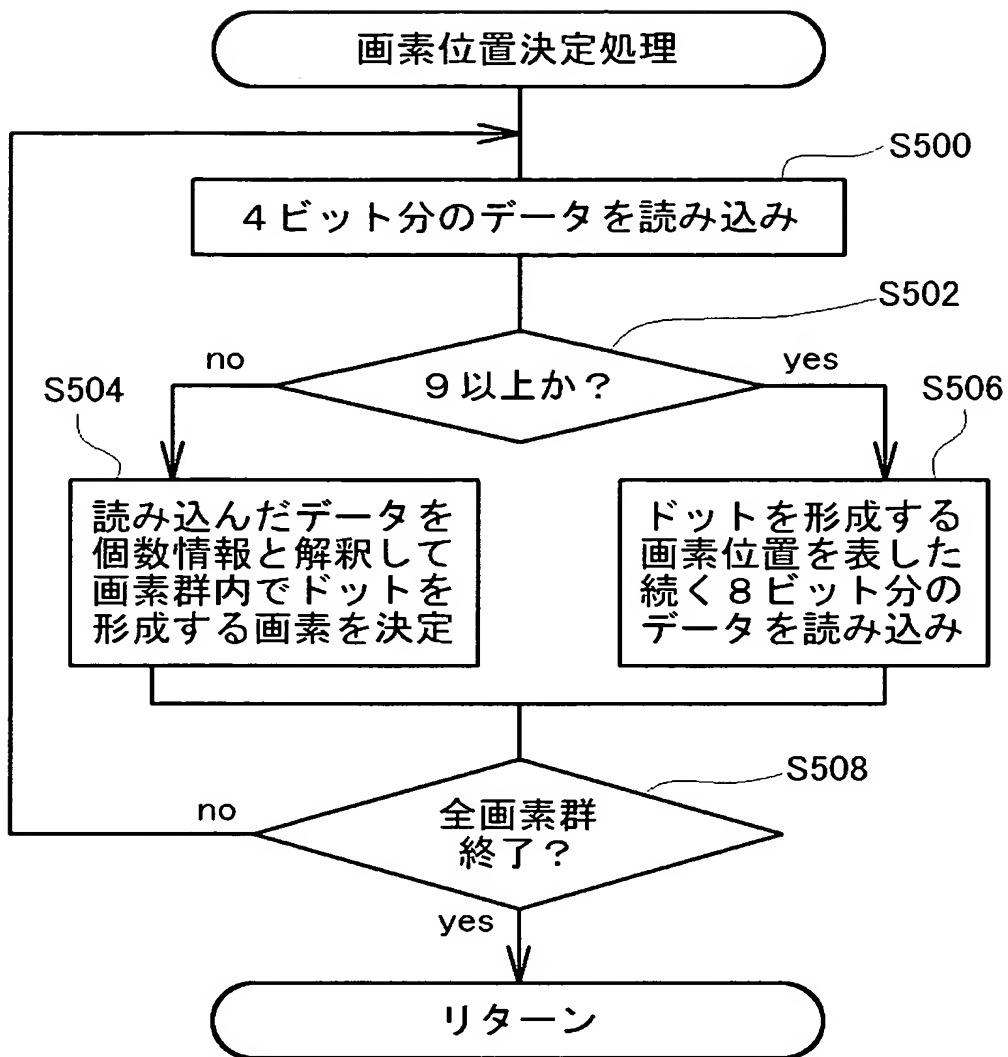 画素位置決定処理
S500
4ビット分のデータを読み込み
S502
no
9以上か?
yes
S504
S506
読み込んだデータを
個数情報と解釈して
画素群内でドットを
形成する画素を決定
ドットを形成する
画素位置を表した
続く8ビット分の
データを読み込み
S508
no
全画素群
終了?
yes
リターン